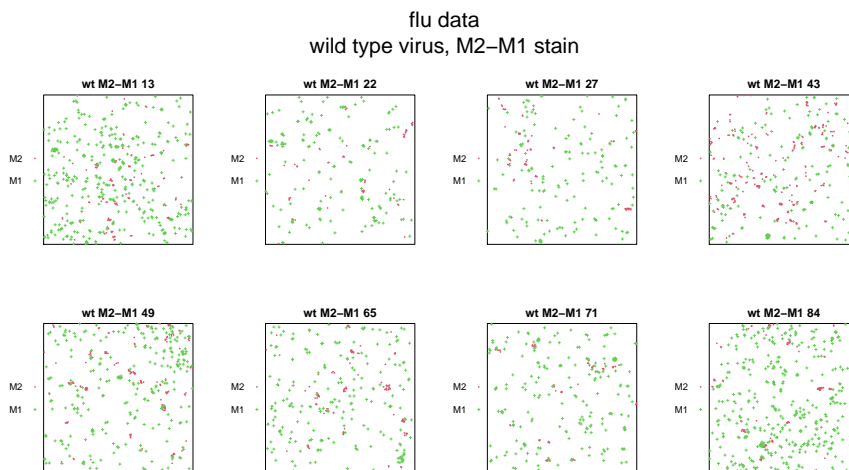 flu data
wild type virus, M2−M1 stain
wt M2−M1 13
M2
M1
wt M2−M1 22
M2
M1
wt M2−M1 27
M2
M1
wt M2−M1 43
M2
M1
wt M2−M1 49
M2
M1
wt M2−M1 65
M2
M1
wt M2−M1 71
M2
M1
wt M2−M1 84
M2
M1